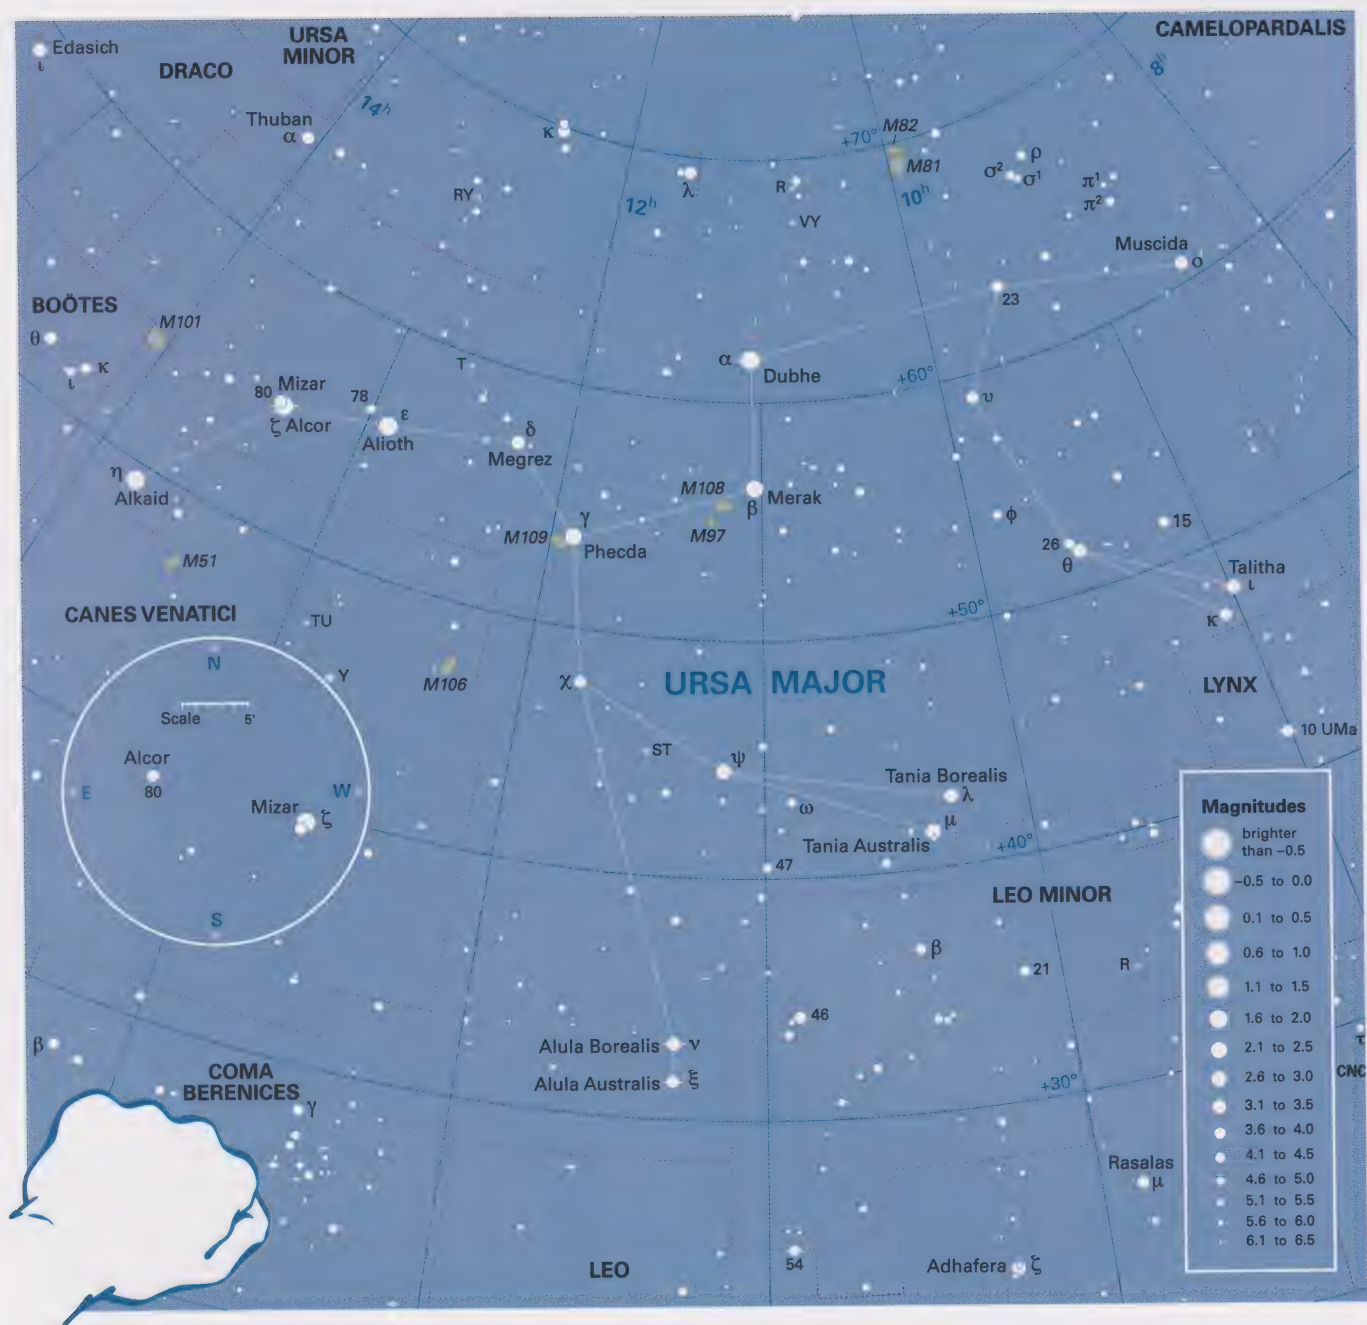 Edasich
ι
DRACO
URSA
MINOR
CAMELOPARDALIS
8h
14h
Thuban
α
κ
+70°
M82
M81
ρ
σ² σ¹
π¹
π²
λ
R
RY
12h
10h
VY
Muscida
ο
23
BOÖTES
M101
θ
ι κ
T
α
Dubhe
+60°
υ
80 Mizar
ζ Alcor
78
ε
Alioth
δ
Megrez
η
Alkaid
M108
β
Merak
M97
γ
M109
Phecda
φ
15
26
θ
M51
Talitha
ι
κ
CANES VENATICI
TU
+50°
N
Y
M106
χ
URSA MAJOR
LYNX
Scale 5'
10 UMa
ST
ψ
Alcor
80
E
W
Mizar
ζ
Tania Borealis
λ
ω
μ
Tania Australis
+40°
47
S
LEO MINOR
β
21
R
46
Magnitudes
brighter
than –0.5
–0.5 to 0.0
0.1 to 0.5
0.6 to 1.0
1.1 to 1.5
1.6 to 2.0
2.1 to 2.5
2.6 to 3.0
3.1 to 3.5
3.6 to 4.0
4.1 to 4.5
4.6 to 5.0
5.1 to 5.5
5.6 to 6.0
6.1 to 6.5
τ
CNC
β
Alula Borealis ν
Alula Australis ξ
COMA
BERENICES
γ
+30°
Rasalas
μ
LEO
54
Adhafera ζ